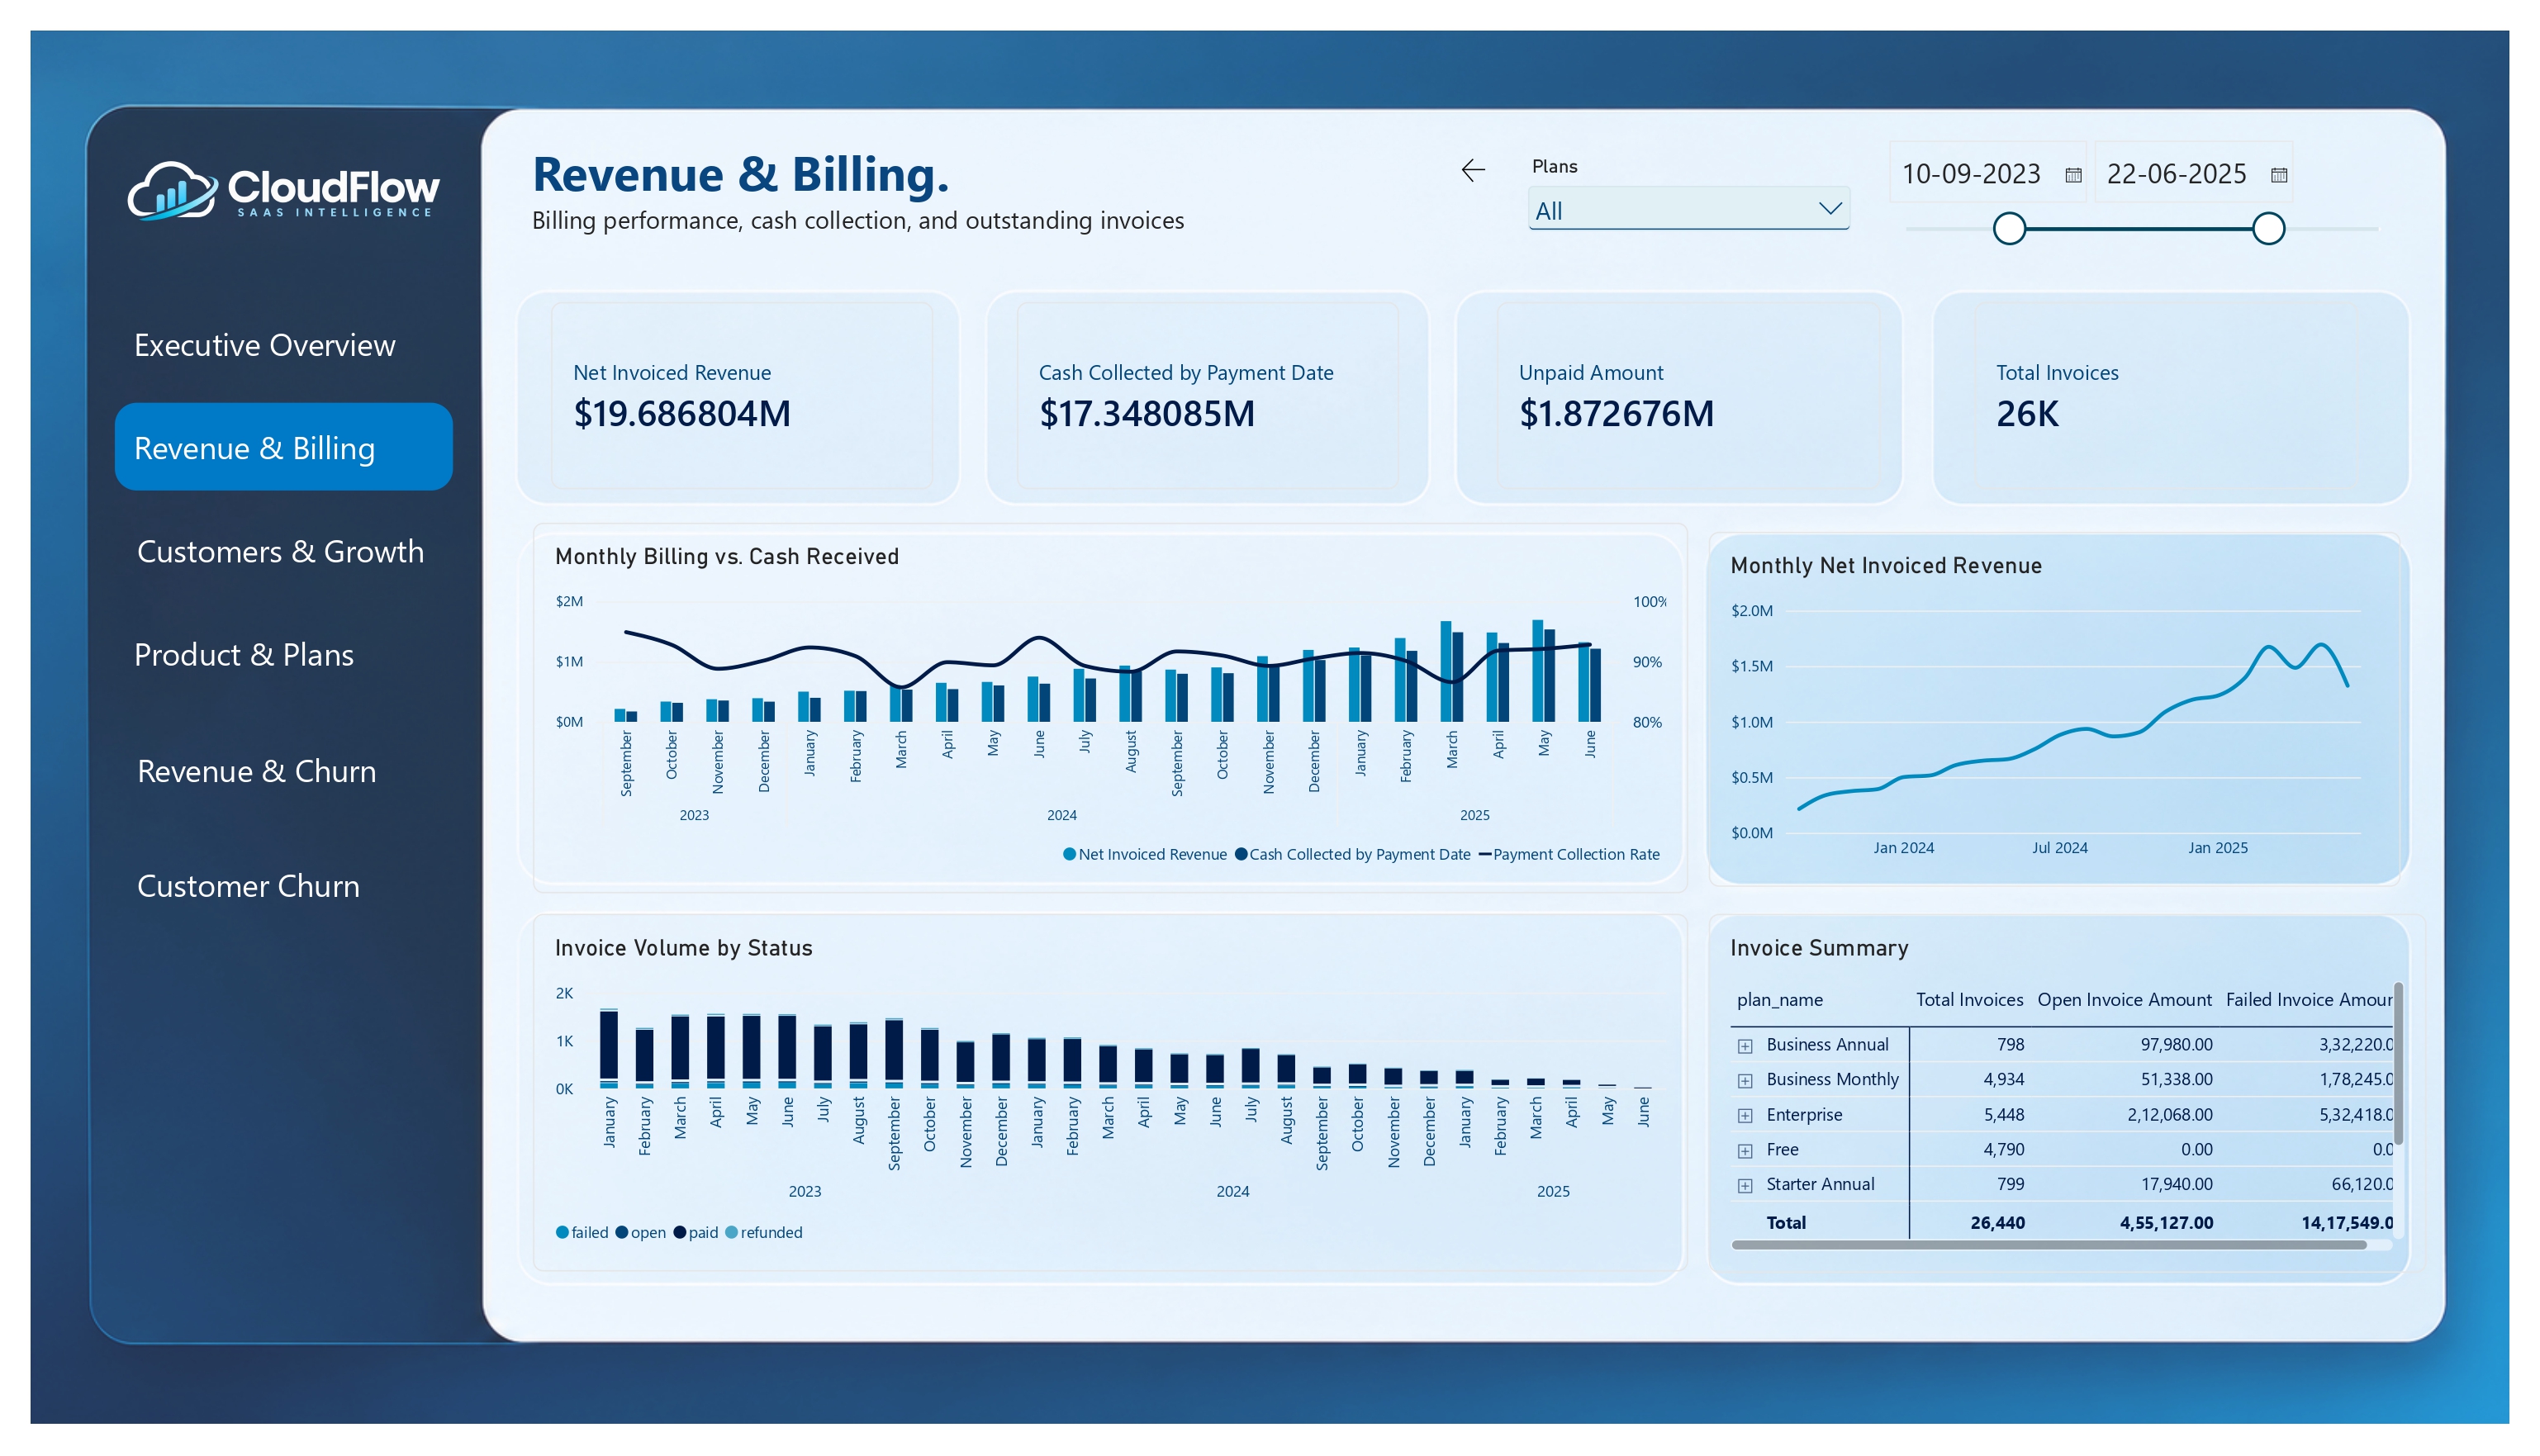 CloudFlow
SAAS INTELLIGENCE
Executive Overview
Revenue & Billing
Customers & Growth
Product & Plans
Revenue & Churn
Customer Churn
Revenue & Billing.
Billing performance, cash collection, and outstanding invoices
Plans
All
10-09-2023 22-06-2025
Net Invoiced Revenue
$19.686804M
Cash Collected by Payment Date
$17.348085M
Unpaid Amount
$1.872676M
Total Invoices
26K
Monthly Billing vs. Cash Received
$2M
$1M
$0M
100%
90%
80%
September October November December January February March April May June July August September October November December January February March April May June
2023 2024 2025
Net Invoiced Revenue Cash Collected by Payment Date Payment Collection Rate
Monthly Net Invoiced Revenue
$2.0M
$1.5M
$1.0M
$0.5M
$0.0M
Jan 2024 Jul 2024 Jan 2025
Invoice Volume by Status
2K
1K
0K
January February March April May June July August September October November December January February March April May June July August September October November December January February March April May June
2023 2024 2025
failed open paid refunded
Invoice Summary
plan_name Total Invoices Open Invoice Amount Failed Invoice Amour
Business Annual 798 97,980.00 3,32,220.0
Business Monthly 4,934 51,338.00 1,78,245.0
Enterprise 5,448 2,12,068.00 5,32,418.0
Free 4,790 0.00 0.0
Starter Annual 799 17,940.00 66,120.0
Total 26,440 4,55,127.00 14,17,549.0